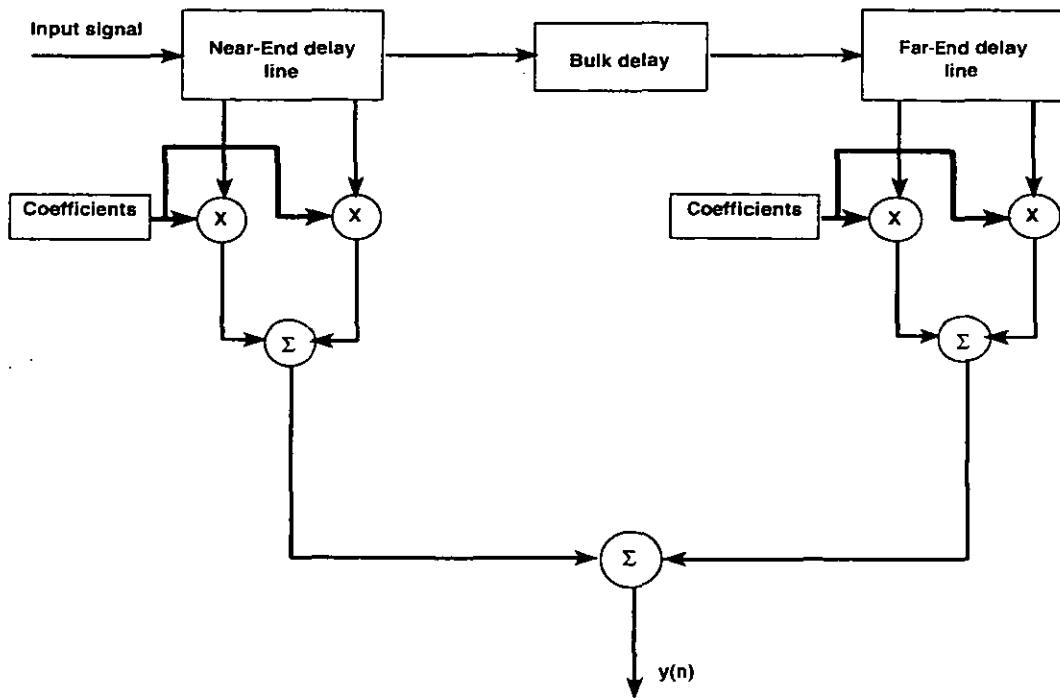 Input signal
Near-End delay
line
Bulk delay
Far-End delay
line
Coefficients
X
X
Coefficients
X
X
Σ
Σ
Σ
y(n)